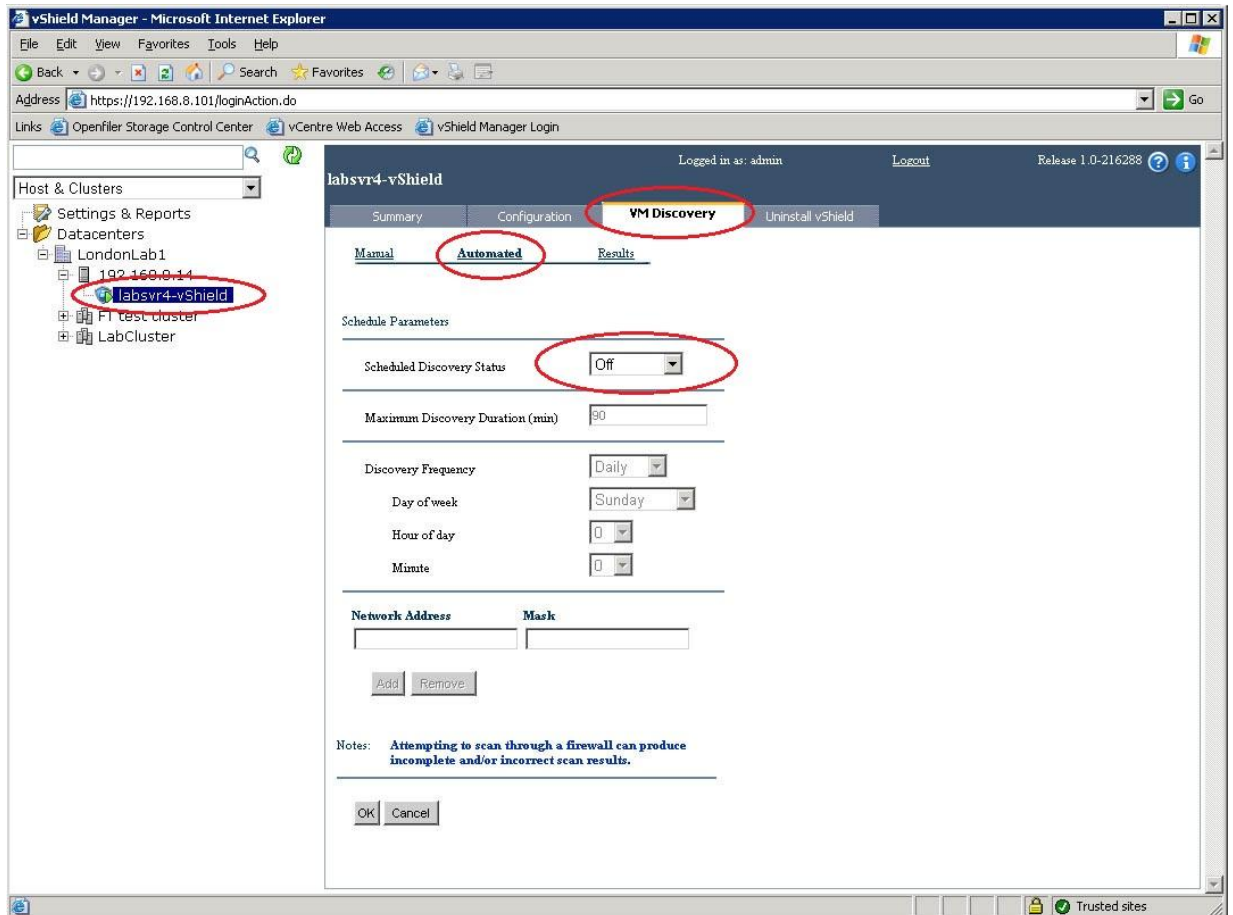 vShield Manager - Microsoft Internet Explorer
File Edit View Favorites Tools Help
Back Search Favorites
Address https://192.168.8.101/loginAction.do Go
Links Openfiler Storage Control Center vCentre Web Access vShield Manager Login
Logged in as: admin Logout Release 1.0-216288
labsvr4-vShield
Host & Clusters
Settings & Reports
Datacenters
LondonLab1
192.168.8.14
labsvr4-vShield
FT test cluster
LabCluster
Summary Configuration VM Discovery Uninstall vShield
Manual Automated Results
Schedule Parameters
Scheduled Discovery Status Off
Maximum Discovery Duration (min) 90
Discovery Frequency Daily
Day of week Sunday
Hour of day 0
Minute 0
Network Address Mask
Add Remove
Notes: Attempting to scan through a firewall can produce
incomplete and/or incorrect scan results.
OK Cancel
Trusted sites